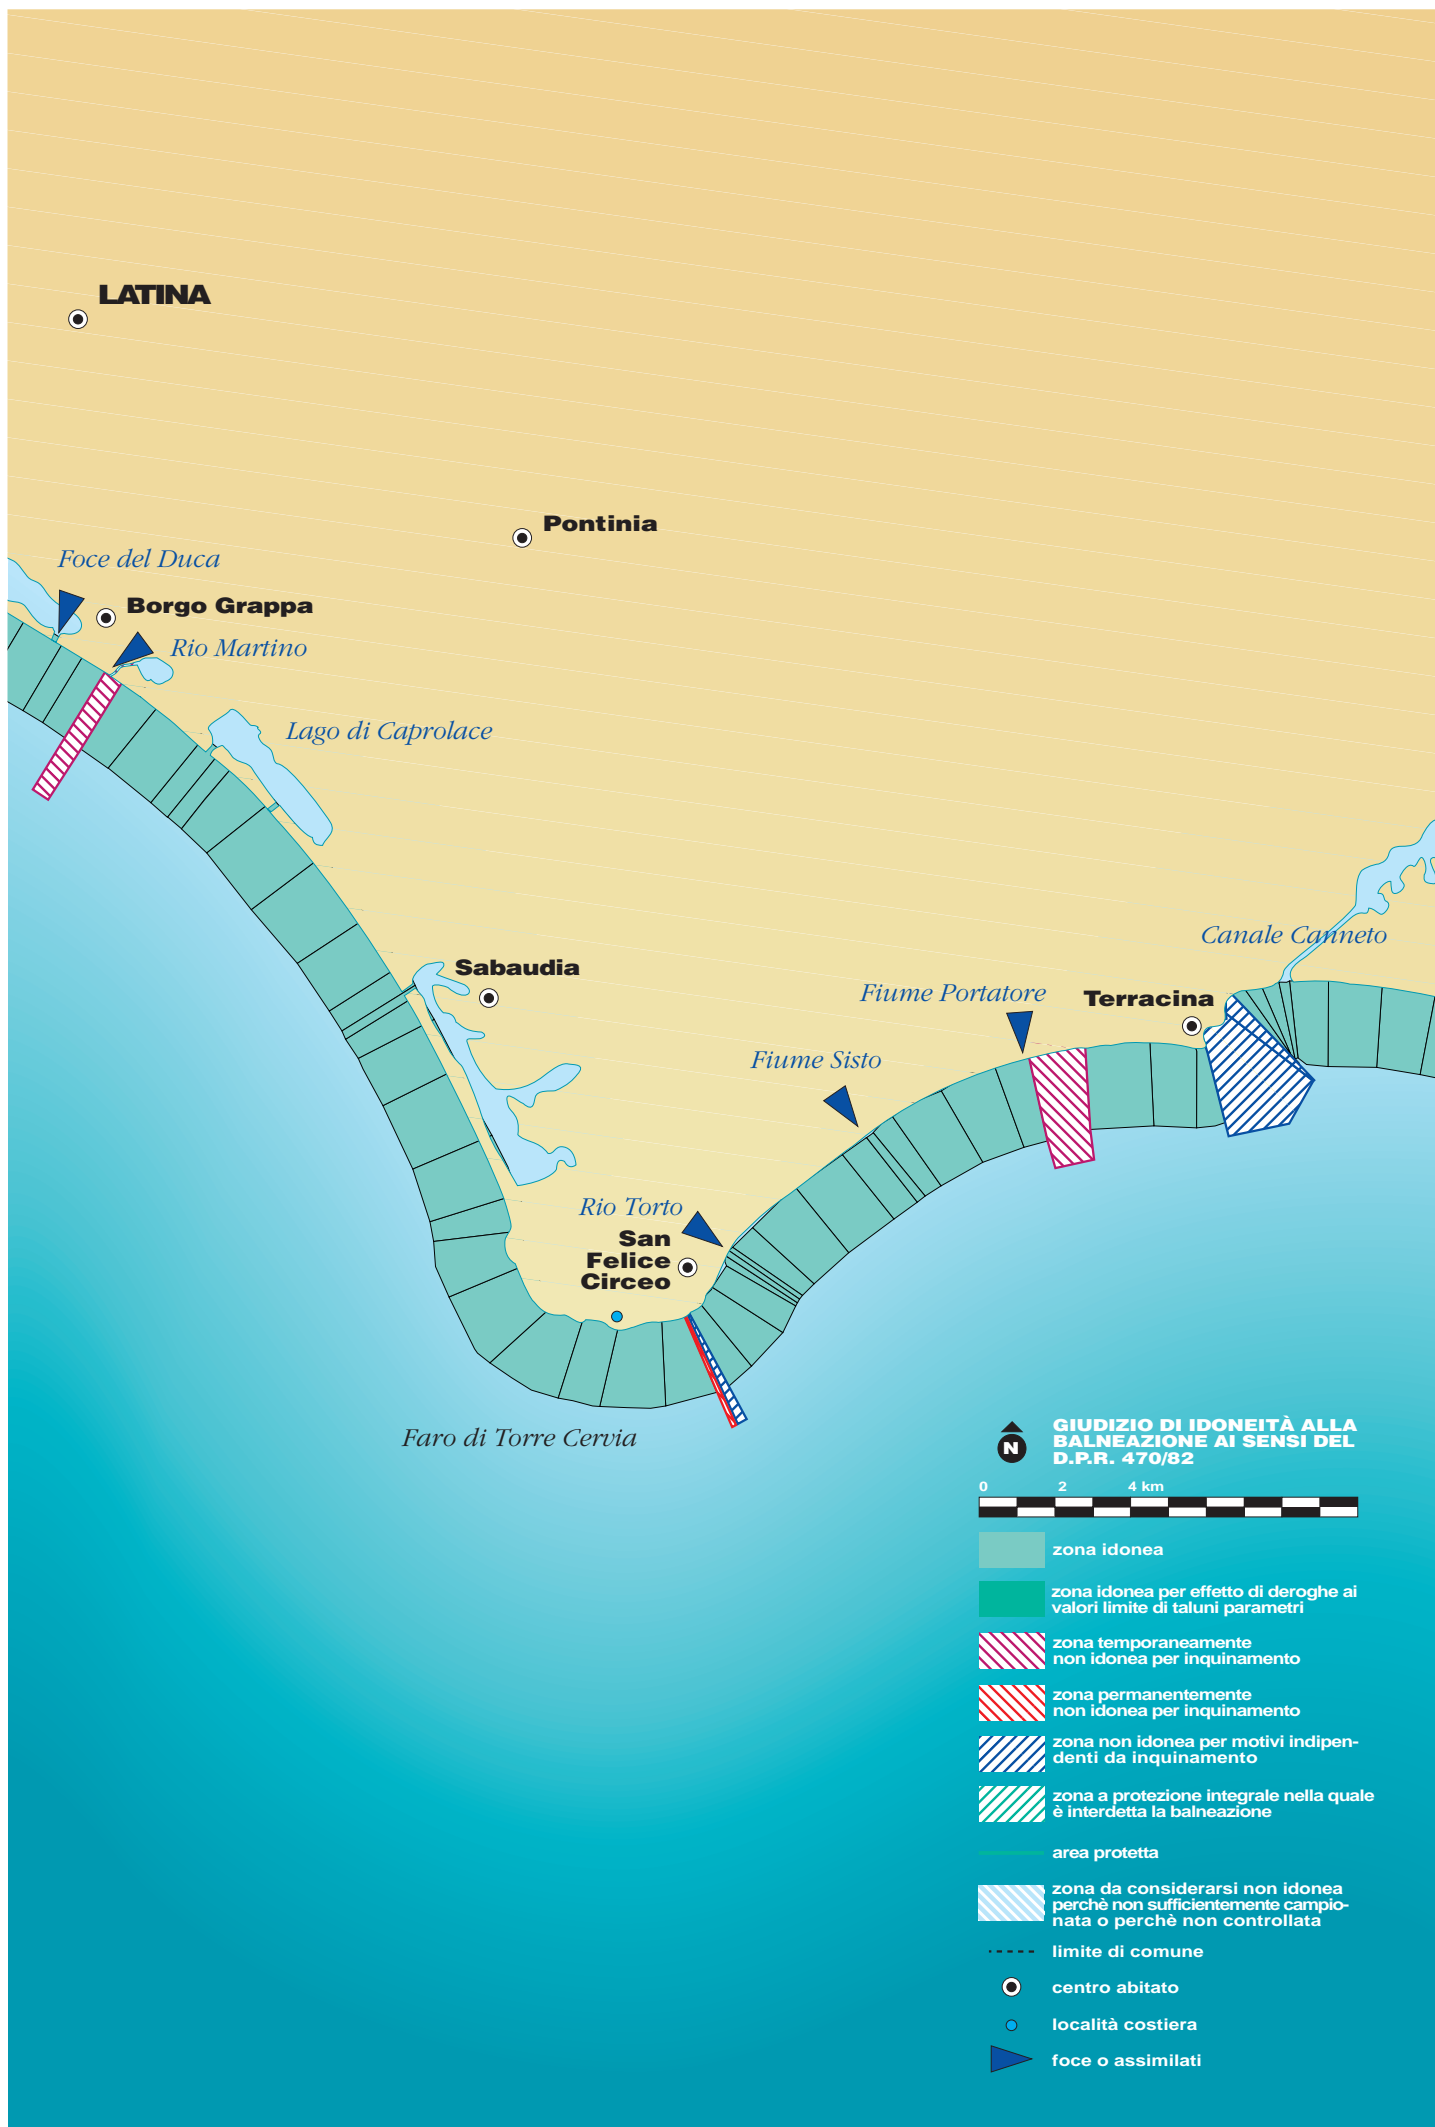 LATINA
Pontinia
Foce del Duca
Borgo Grappa
Rio Martino
Lago di Caprolace
Canale Canneto
Sabaudia
Fiume Portatore
Terracina
Fiume Sisto
Rio Torto
San
Felice
Circeo
Faro di Torre Cervia
N
GIUDIZIO DI IDONEITÀ ALLA
BALNEAZIONE AI SENSI DEL
D.P.R. 470/82
0 2 4 km
zona idonea
zona idonea per effetto di deroghe ai
valori limite di taluni parametri
zona temporaneamente
non idonea per inquinamento
zona permanentemente
non idonea per inquinamento
zona non idonea per motivi indipen-
denti da inquinamento
zona a protezione integrale nella quale
è interdetta la balneazione
area protetta
zona da considerarsi non idonea
perchè non sufficientemente campio-
nata o perchè non controllata
limite di comune
centro abitato
località costiera
foce o assimilati